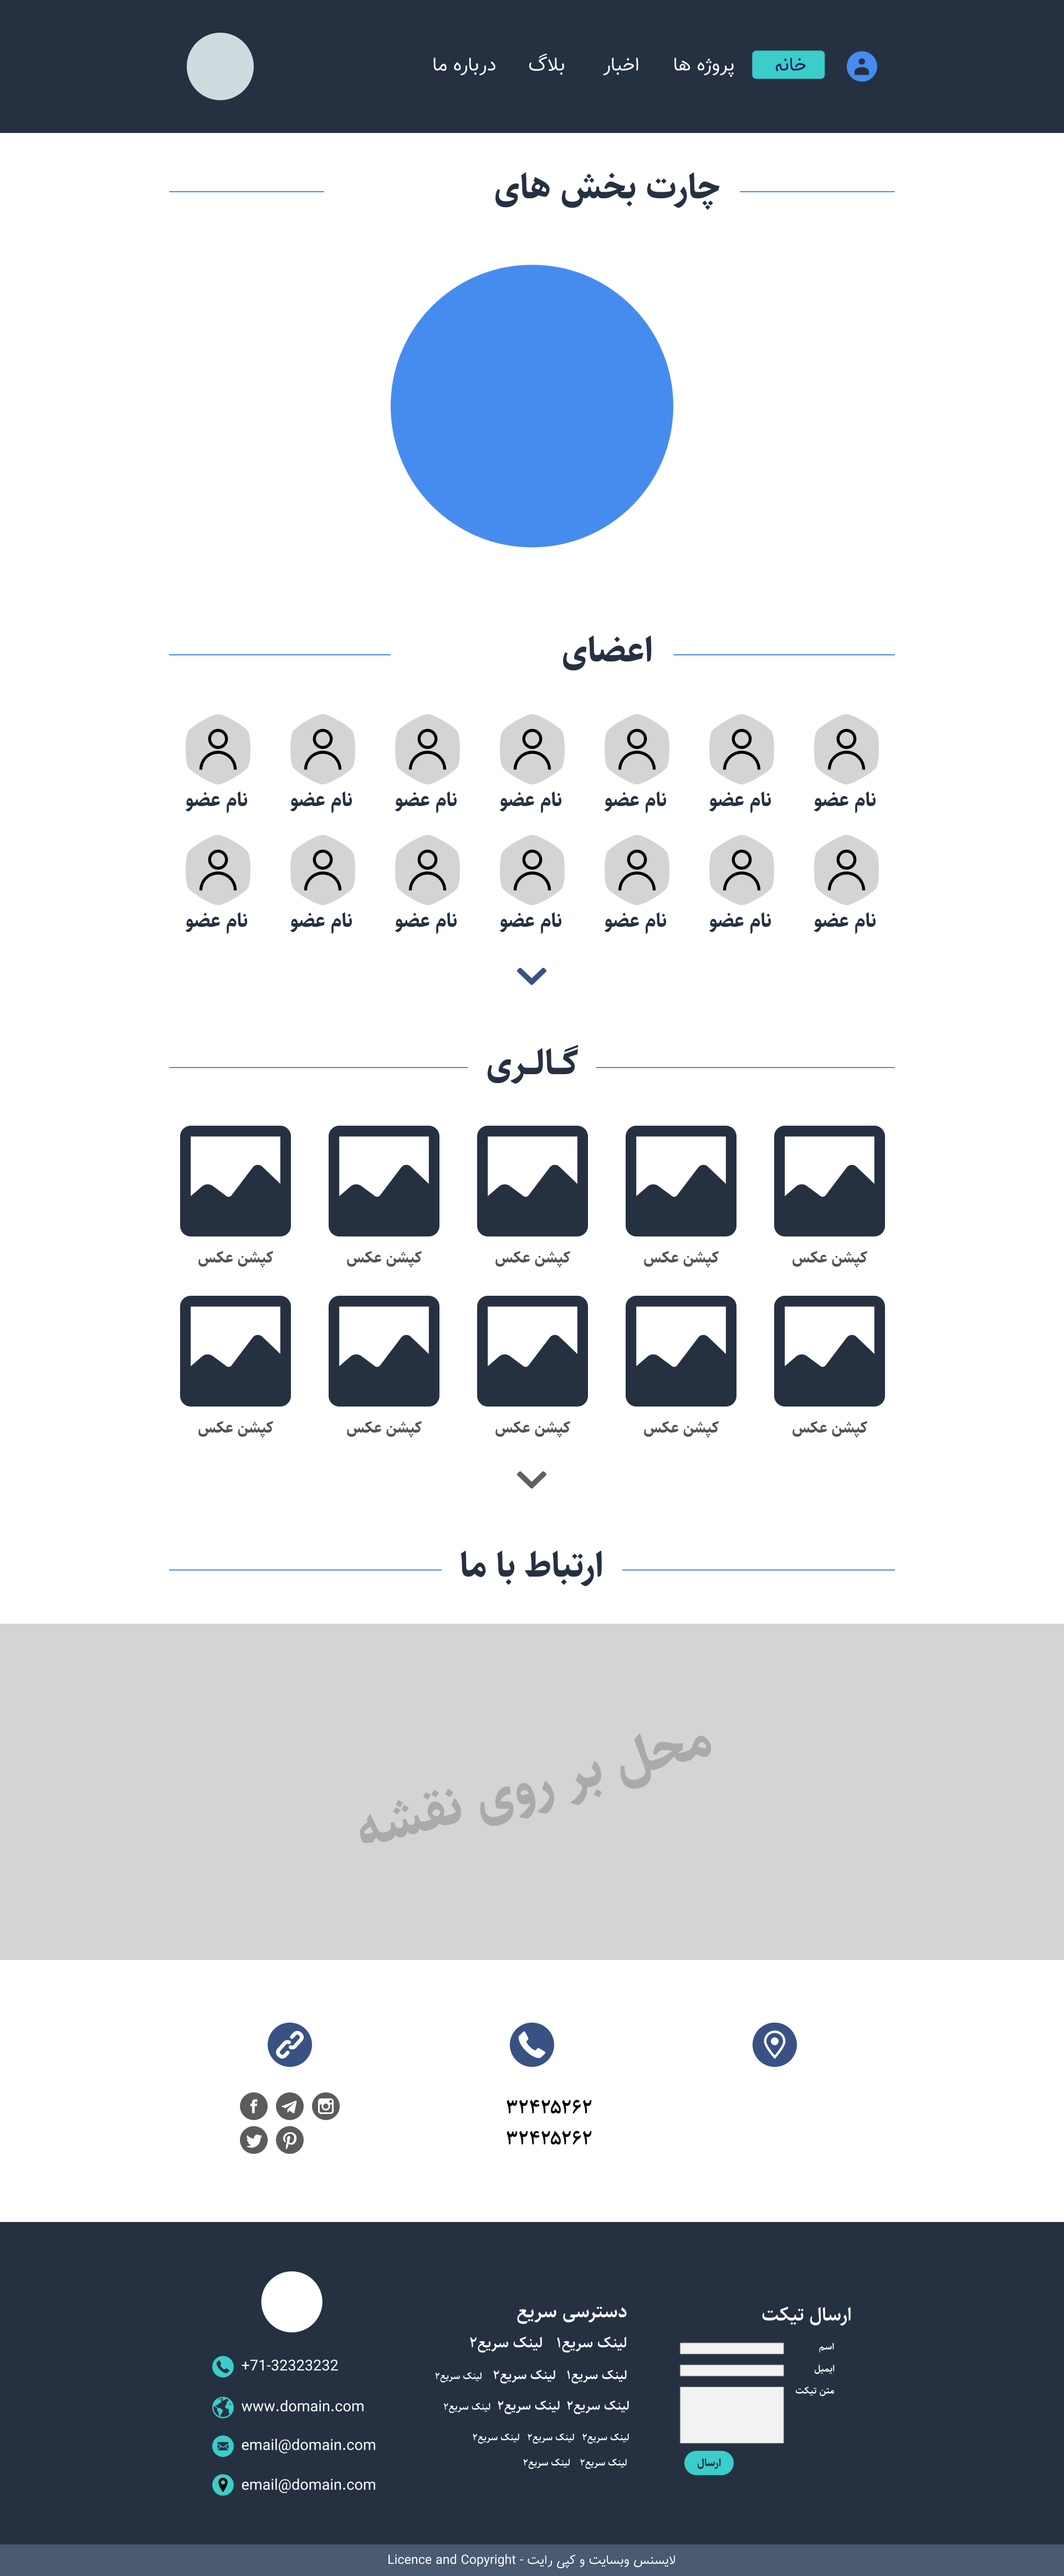 خانه پروژه ها اخبار بلاگ درباره ما
چارت بخش های
اعضای
نام عضو نام عضو نام عضو نام عضو نام عضو نام عضو نام عضو
نام عضو نام عضو نام عضو نام عضو نام عضو نام عضو نام عضو
گالری
کپشن عکس کپشن عکس کپشن عکس کپشن عکس کپشن عکس
کپشن عکس کپشن عکس کپشن عکس کپشن عکس کپشن عکس
ارتباط با ما
محل بر روی نقشه
۳۲۴۲۵۲۶۲
۳۲۴۲۵۲۶۲
ارسال تیکت
اسم
ایمیل
متن تیکت
ارسال
دسترسی سریع
لینک سریع۱ لینک سریع۲
لینک سریع۱ لینک سریع۲ لینک سریع۲
لینک سریع۲ لینک سریع۲ لینک سریع۲
لینک سریع۲ لینک سریع۲ لینک سریع۲
لینک سریع۲ لینک سریع۲
+71-32323232
www.domain.com
email@domain.com
email@domain.com
لایسنس وبسایت و کپی رایت - Licence and Copyright